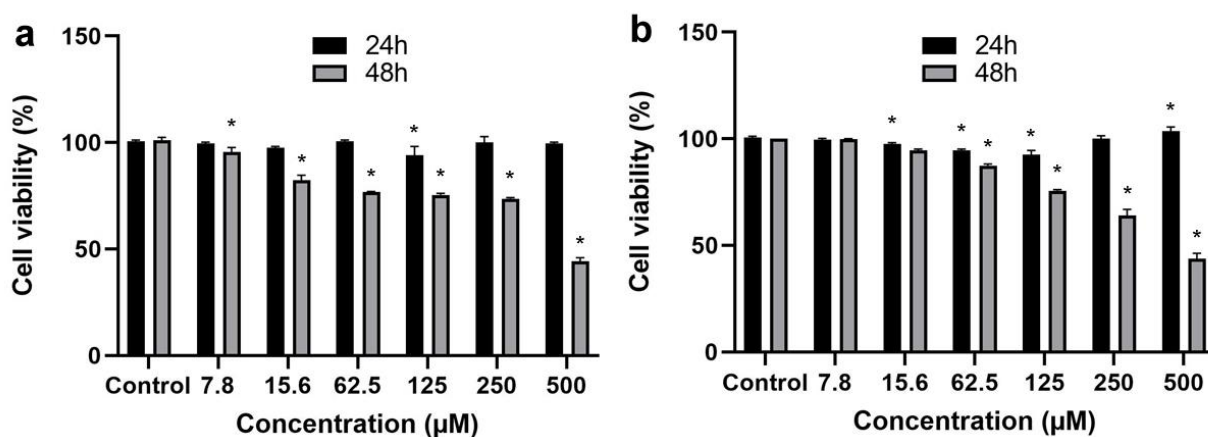 a
150
100
50
0
Cell viability (%)
24h
48h
*
*
*
*
*
*
*
Control 7.8 15.6 62.5 125 250 500
Concentration (µM)
b
150
100
50
0
Cell viability (%)
24h
48h
*
*
*
*
*
*
*
*
Control 7.8 15.6 62.5 125 250 500
Concentration (µM)